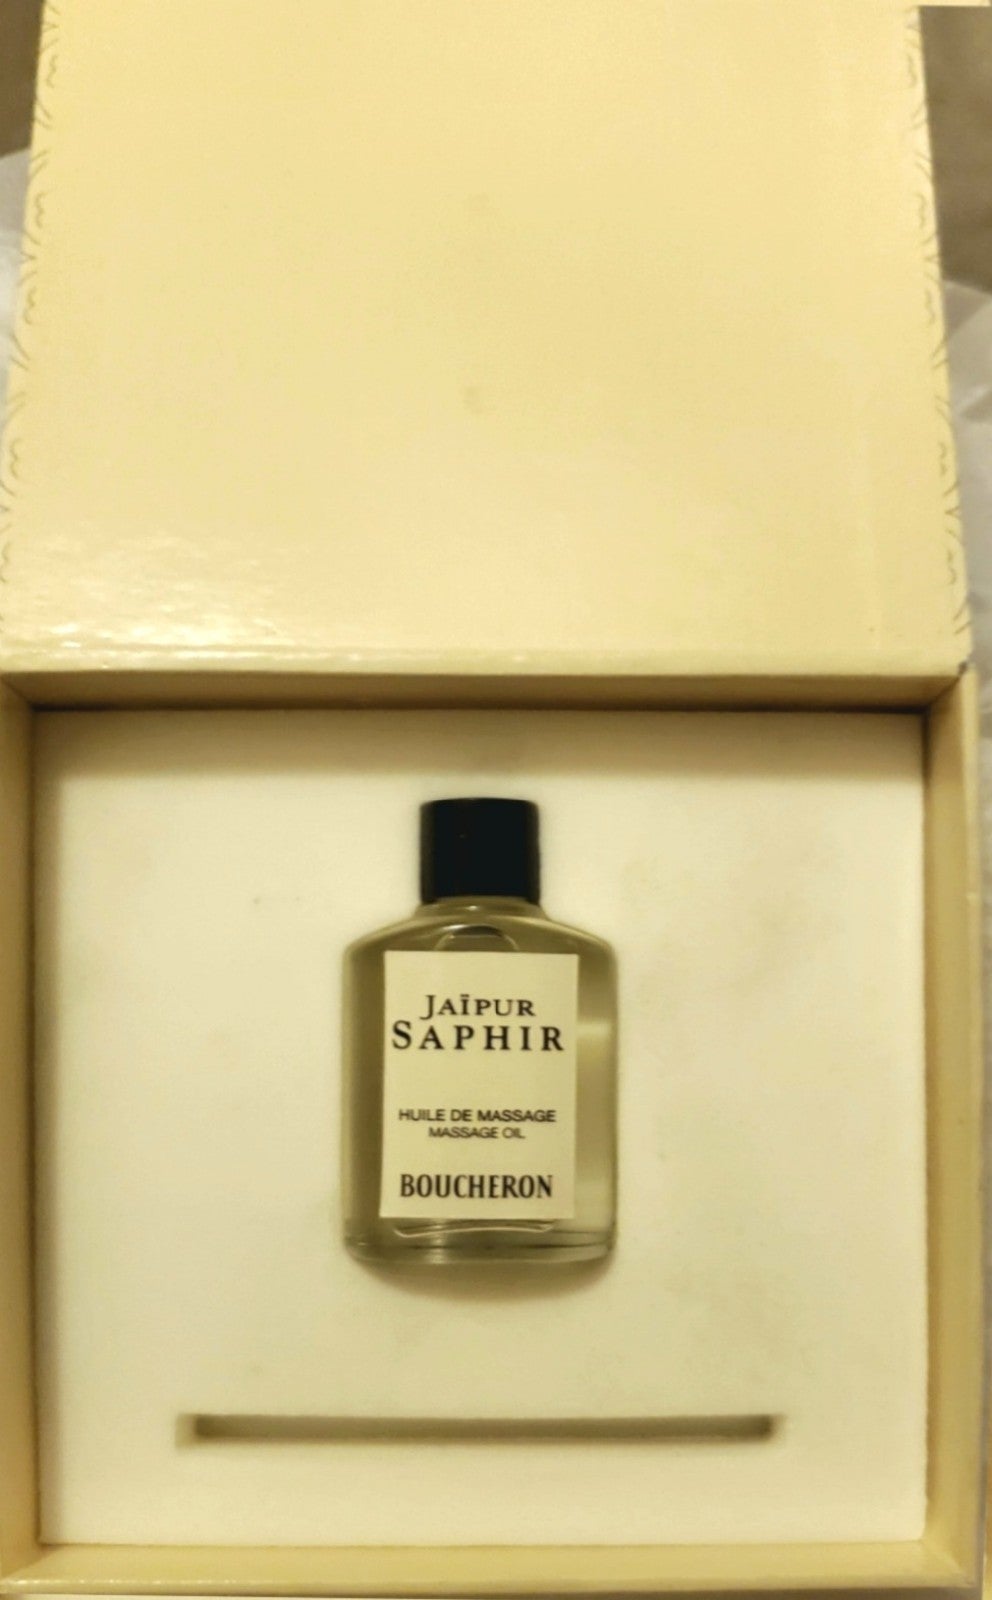 JAÏPUR
SAPHIR
HUILE DE MASSAGE
MASSAGE OIL
BOUCHERON